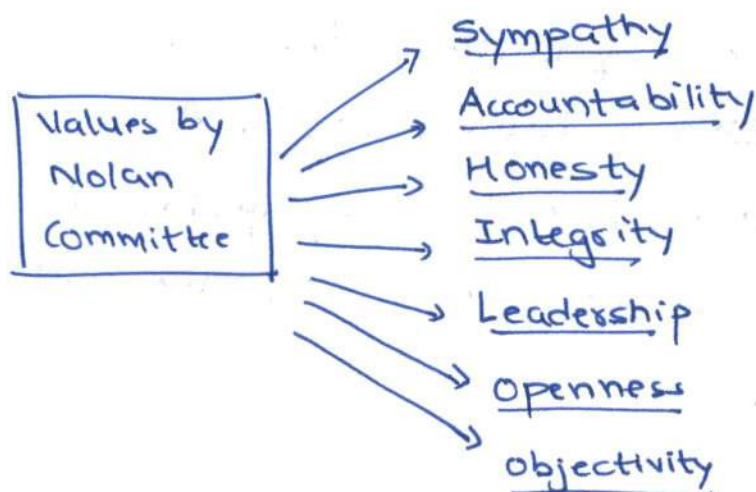 Values by
Nolan
Committee
Sympathy
Accountability
Honesty
Integrity
Leadership
Openness
Objectivity